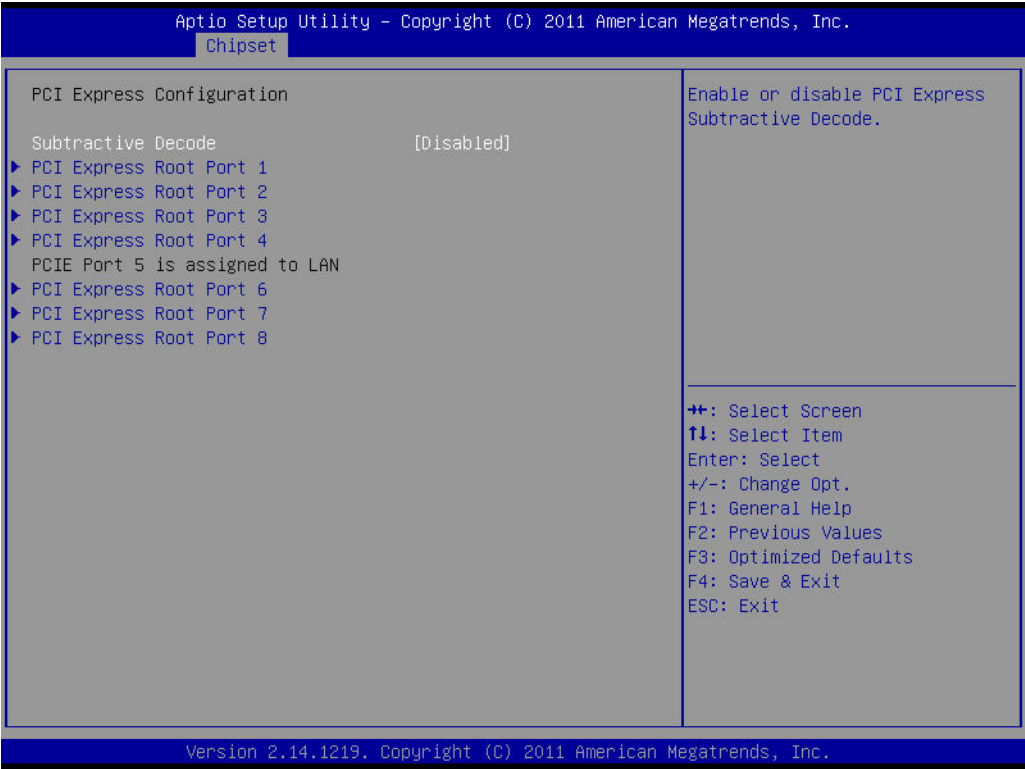 Aptio Setup Utility – Copyright (C) 2011 American Megatrends, Inc.
Chipset
PCI Express Configuration
Subtractive Decode [Disabled]
PCI Express Root Port 1
PCI Express Root Port 2
PCI Express Root Port 3
PCI Express Root Port 4
PCIE Port 5 is assigned to LAN
PCI Express Root Port 6
PCI Express Root Port 7
PCI Express Root Port 8
Enable or disable PCI Express
Subtractive Decode.
→←: Select Screen
↑↓: Select Item
Enter: Select
+/-: Change Opt.
F1: General Help
F2: Previous Values
F3: Optimized Defaults
F4: Save & Exit
ESC: Exit
Version 2.14.1219. Copyright (C) 2011 American Megatrends, Inc.